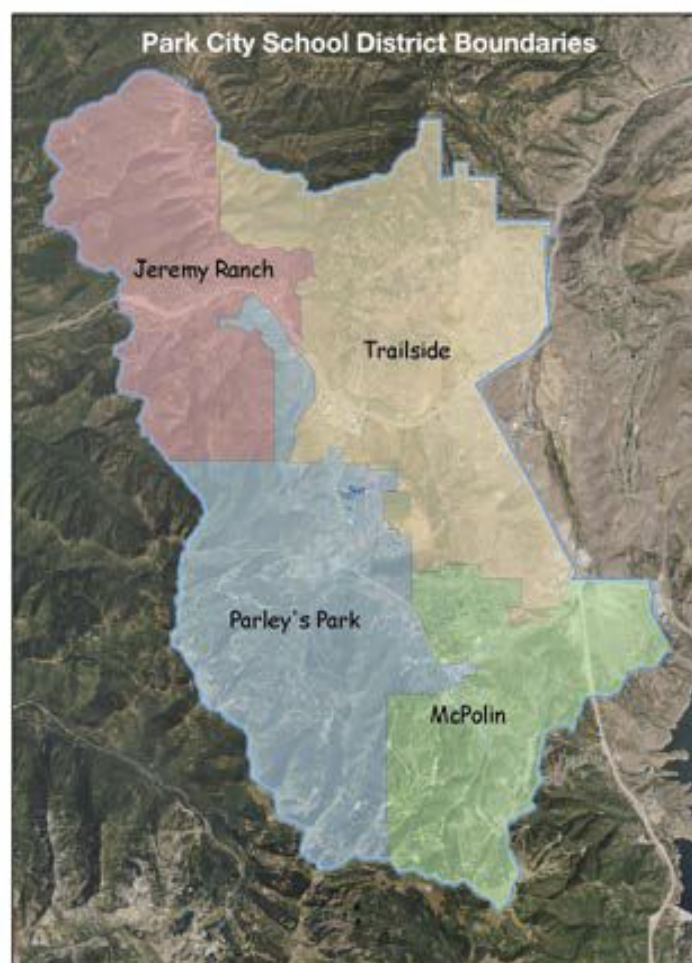 Park City School District Boundaries
Jeremy Ranch
Trailside
Parley's Park
McPolin